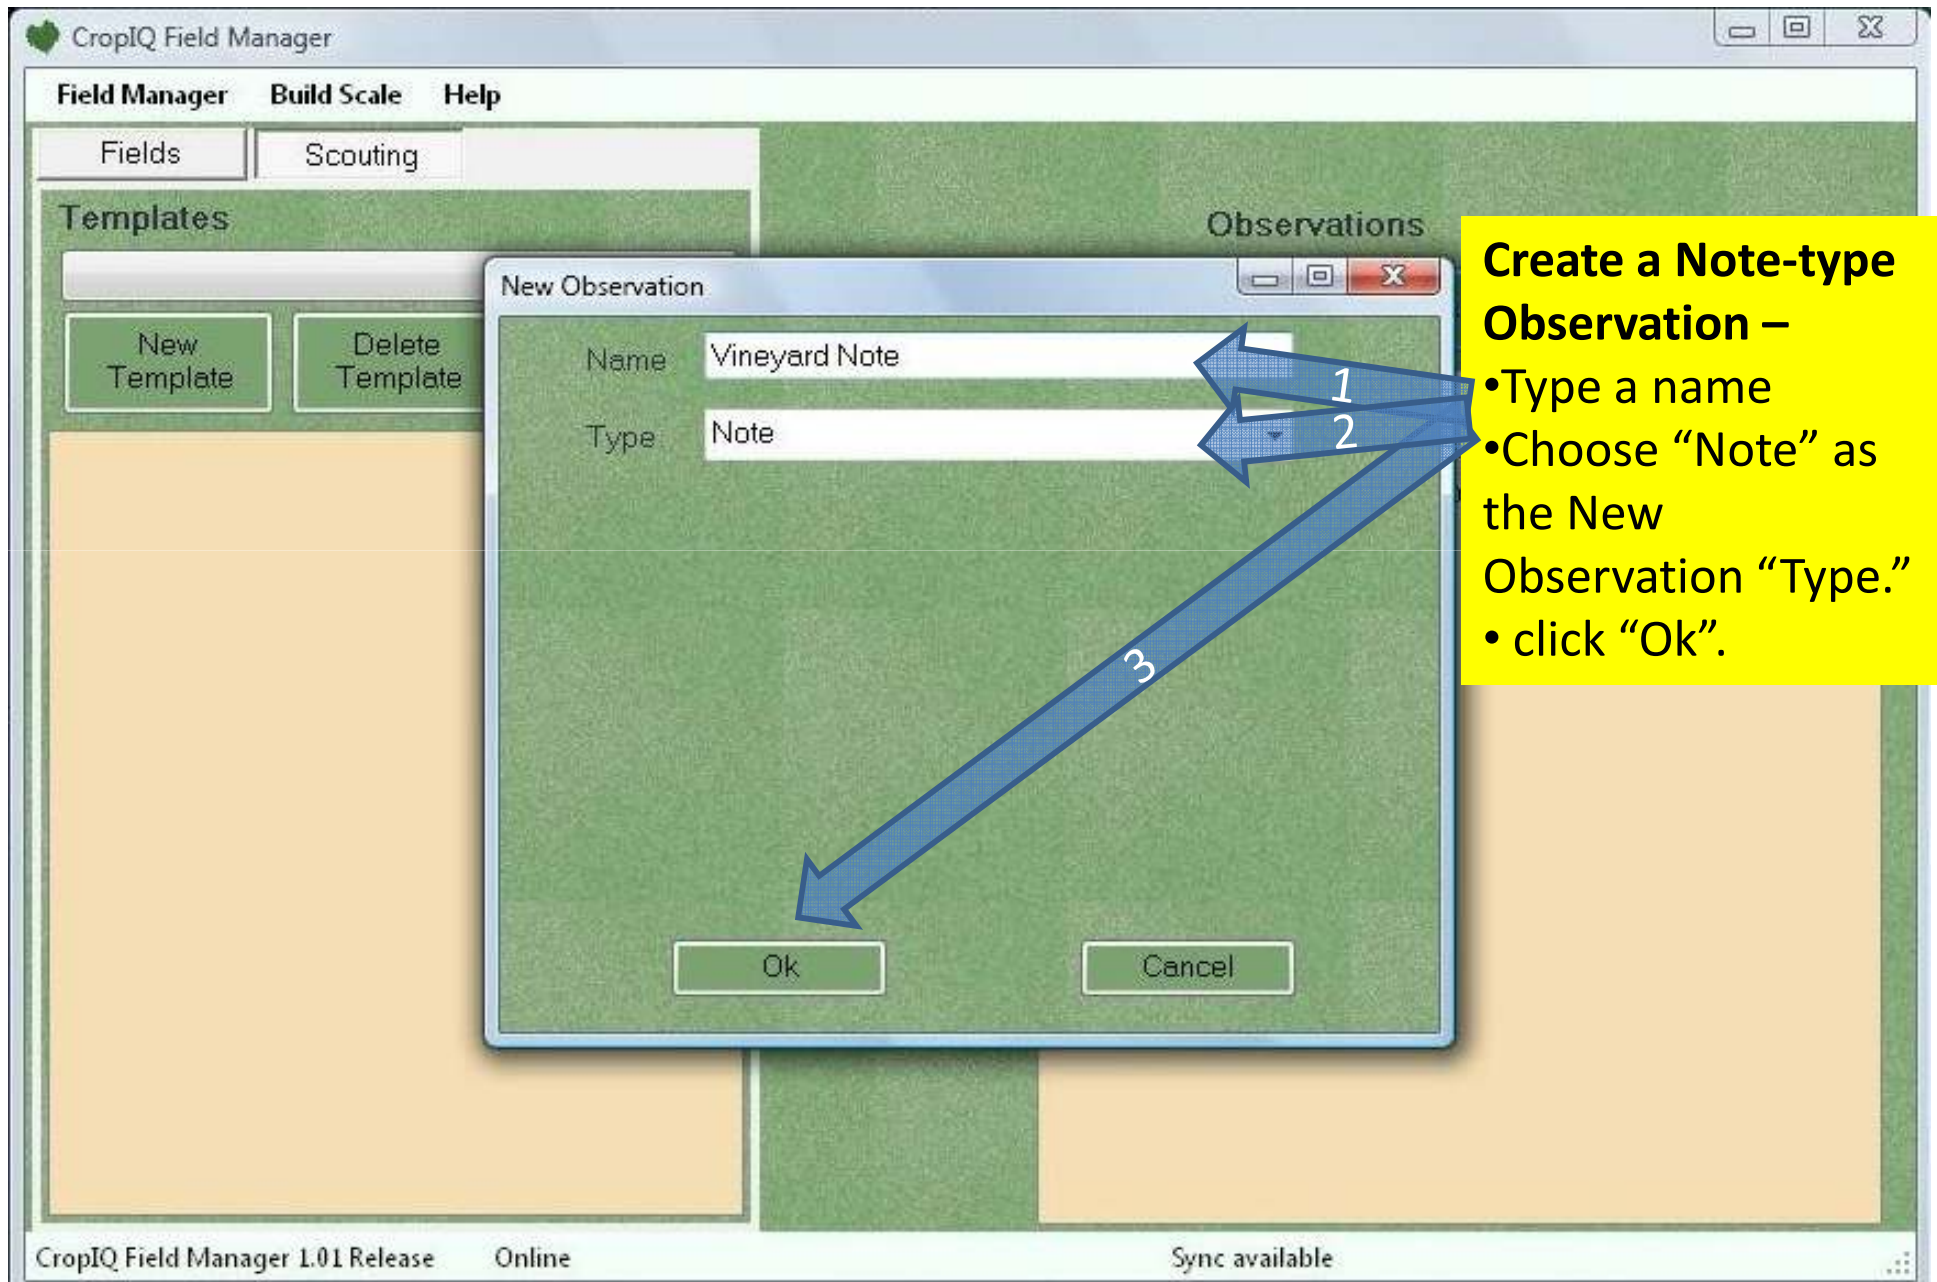 CropIQ Field Manager
Field Manager Build Scale Help
Fields Scouting
Templates
Observations
New Template
Delete Template
New Observation
Name Vineyard Note
Type: Note
Ok Cancel
1
2
3
Create a Note-type
Observation –
•Type a name
•Choose “Note” as
the New
Observation “Type.”
• click “Ok”.
CropIQ Field Manager 1.01 Release Online Sync available